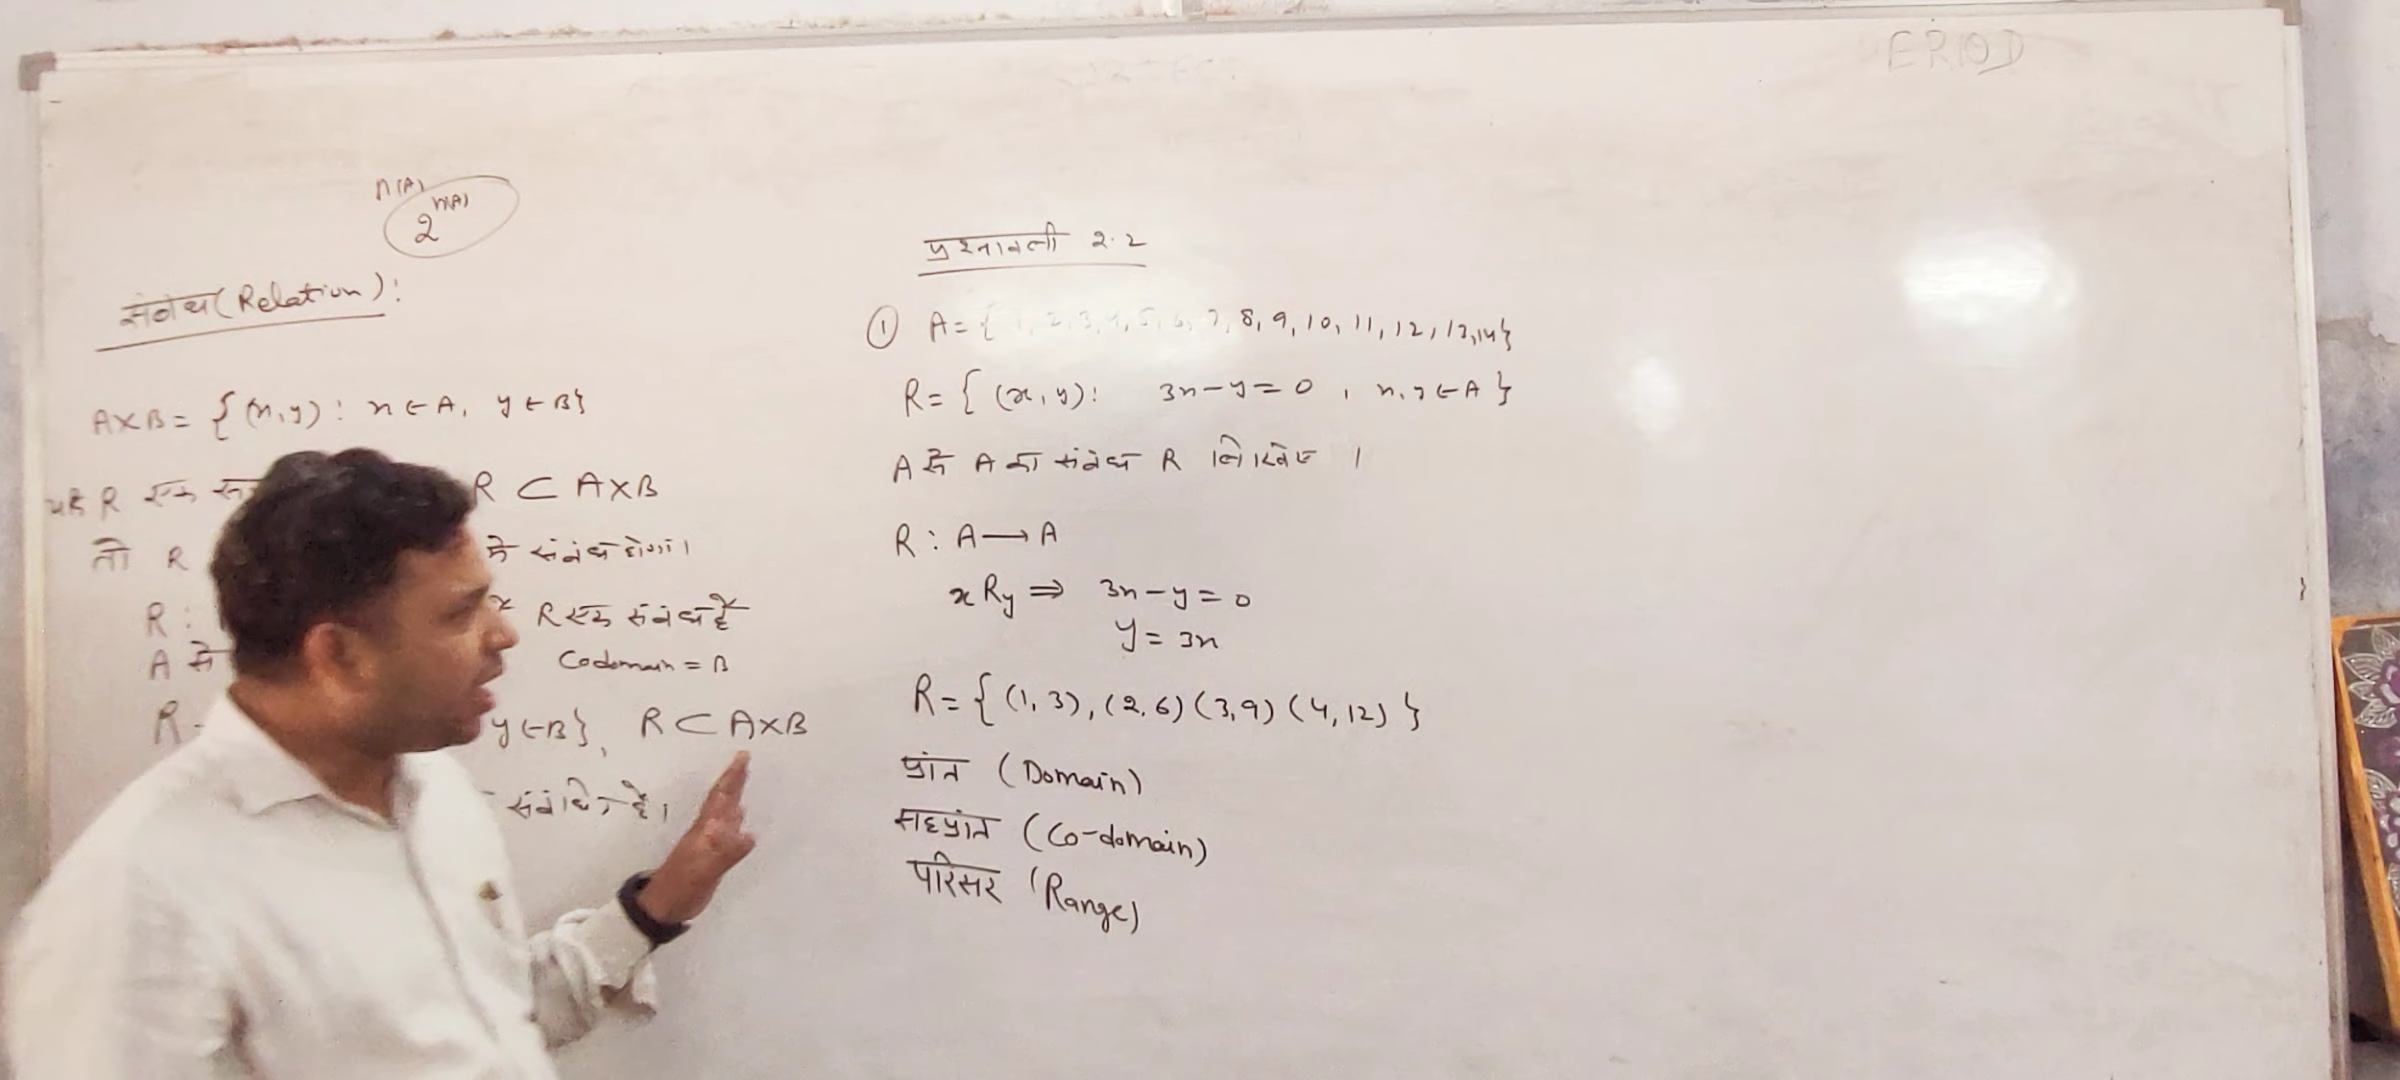 ERIOD
n(A)
2^n(A)
संबंध (Relation):
A×B = {(x,y): x∈A, y∈B}
R एक R ⊂ A×B
तो R में संबंध होगा।
R: R एक संबंध है
A से Codomain = B
R y∈B}, R ⊂ A×B
संबंधित है।
प्रश्नावली 2.2
① A = {1, 2, 3, 4, 5, 6, 7, 8, 9, 10, 11, 12, 13, 14}
R = {(x, y): 3x - y = 0, x, y ∈ A}
A से A का संबंध R लिखिए।
R: A → A
xRy ⇒ 3x - y = 0
y = 3x
R = {(1, 3), (2, 6) (3, 9) (4, 12)}
प्रांत (Domain)
सहप्रांत (Co-domain)
परिसर (Range)